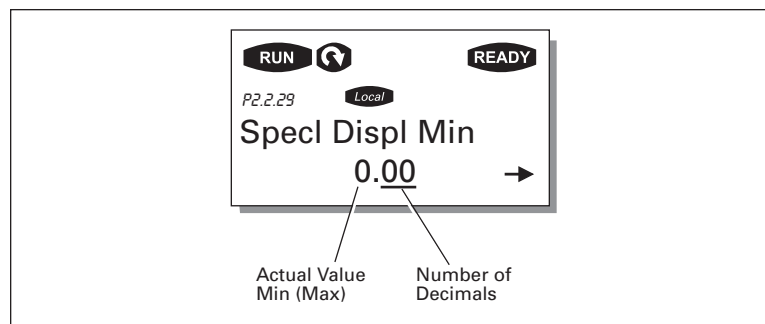 RUN READY
P2.2.29 Local
Specl Displ Min
0.00
Actual Value Number of
Min (Max) Decimals